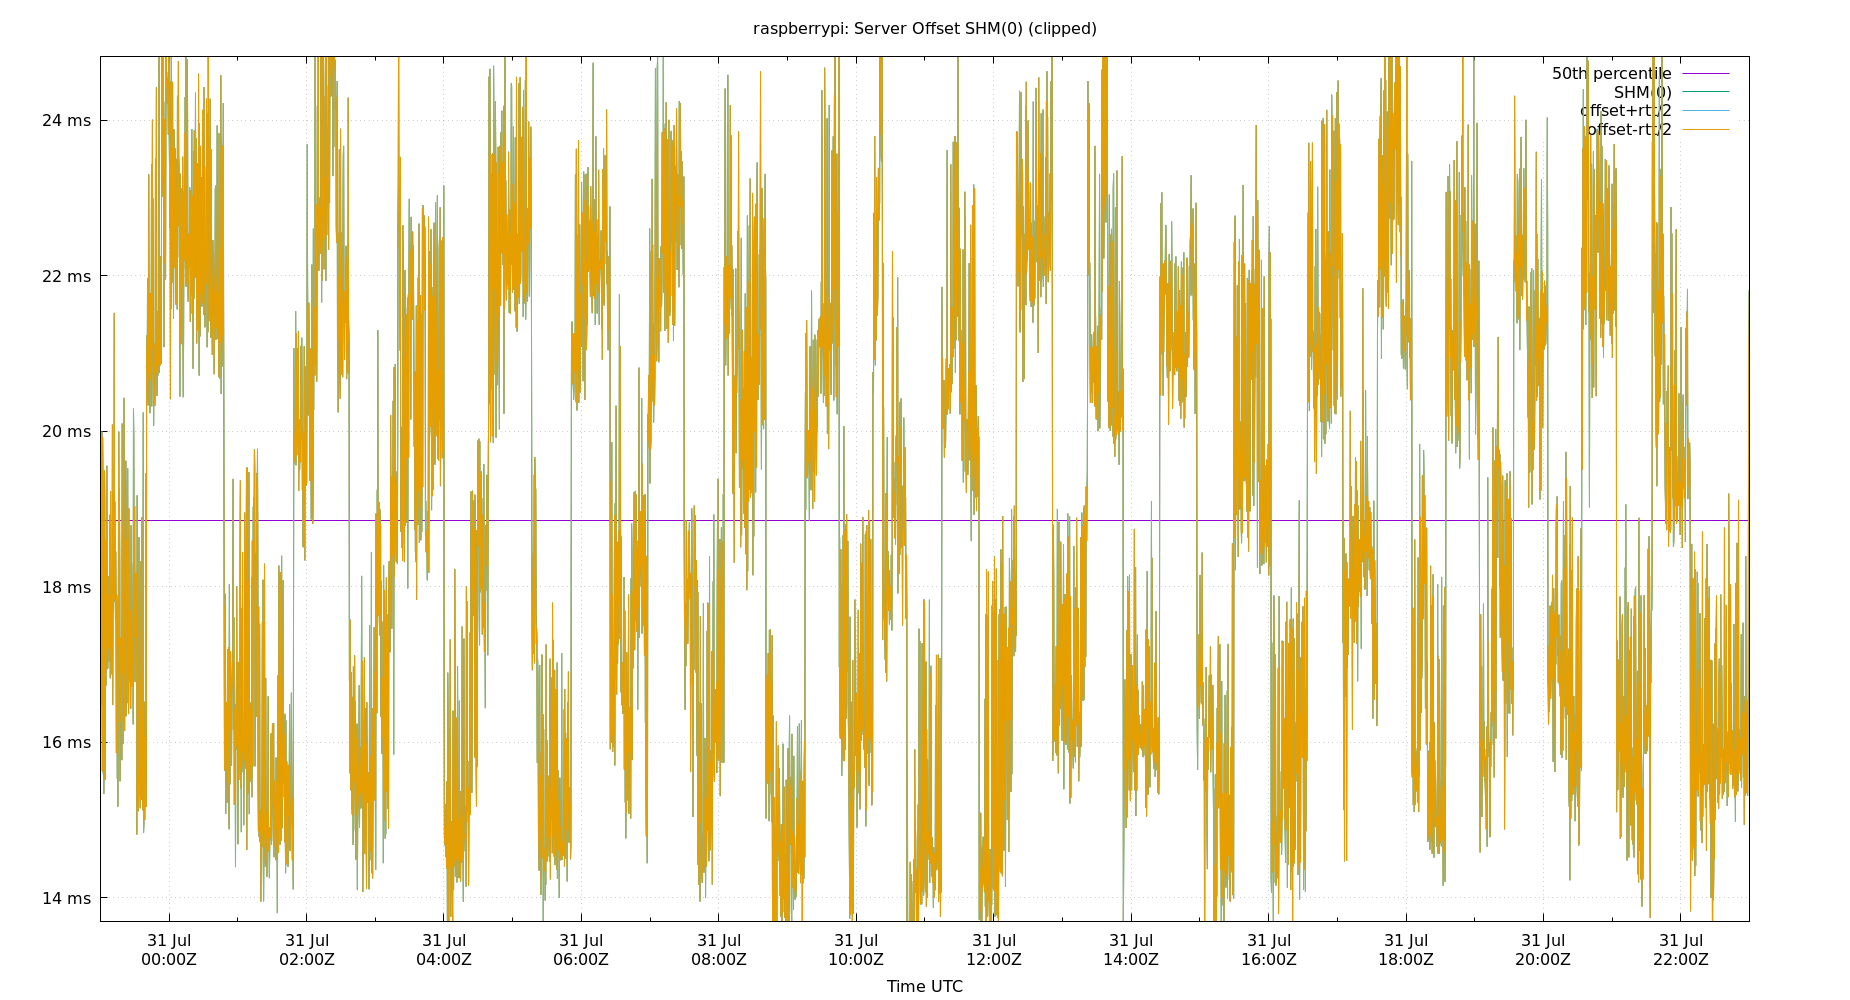 raspberrypi: Server Offset SHM(0) (clipped)
50th percentile
SHM(0)
offset+rtt/2
offset-rtt/2
24 ms
22 ms
20 ms
18 ms
16 ms
14 ms
31 Jul 31 Jul 31 Jul 31 Jul 31 Jul 31 Jul 31 Jul 31 Jul 31 Jul 31 Jul 31 Jul 31 Jul
00:00Z 02:00Z 04:00Z 06:00Z 08:00Z 10:00Z 12:00Z 14:00Z 16:00Z 18:00Z 20:00Z 22:00Z
Time UTC